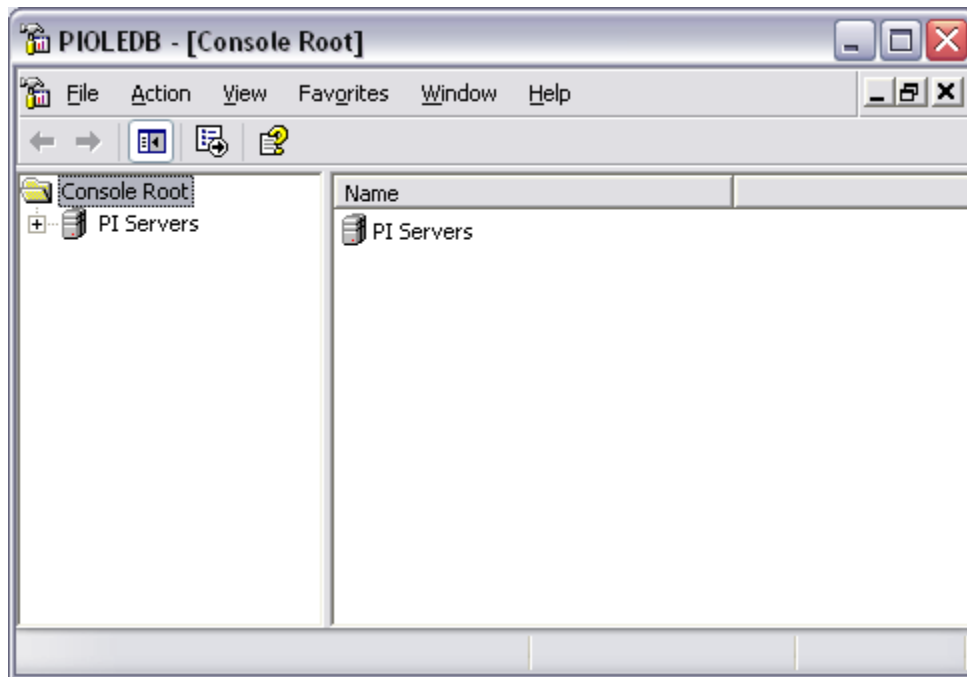 PIOLEDB - [Console Root]
File Action View Favorites Window Help
Console Root
PI Servers
Name
PI Servers